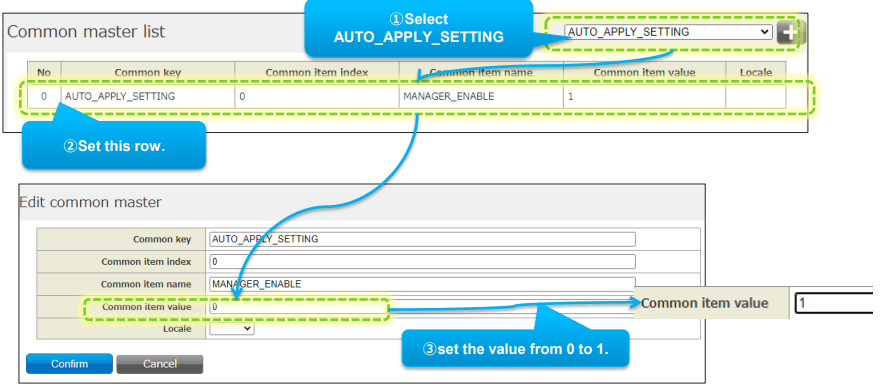 ①Select
AUTO_APPLY_SETTING
Common master list
AUTO_APPLY_SETTING
No Common key Common item index Common item name Common item value Locale
0 AUTO_APPLY_SETTING 0 MANAGER_ENABLE 1
②Set this row.
Edit common master
Common key AUTO_APPLY_SETTING
Common item index 0
Common item name MANAGER_ENABLE
Common item value 0
Common item value 1
Locale
③set the value from 0 to 1.
Confirm Cancel